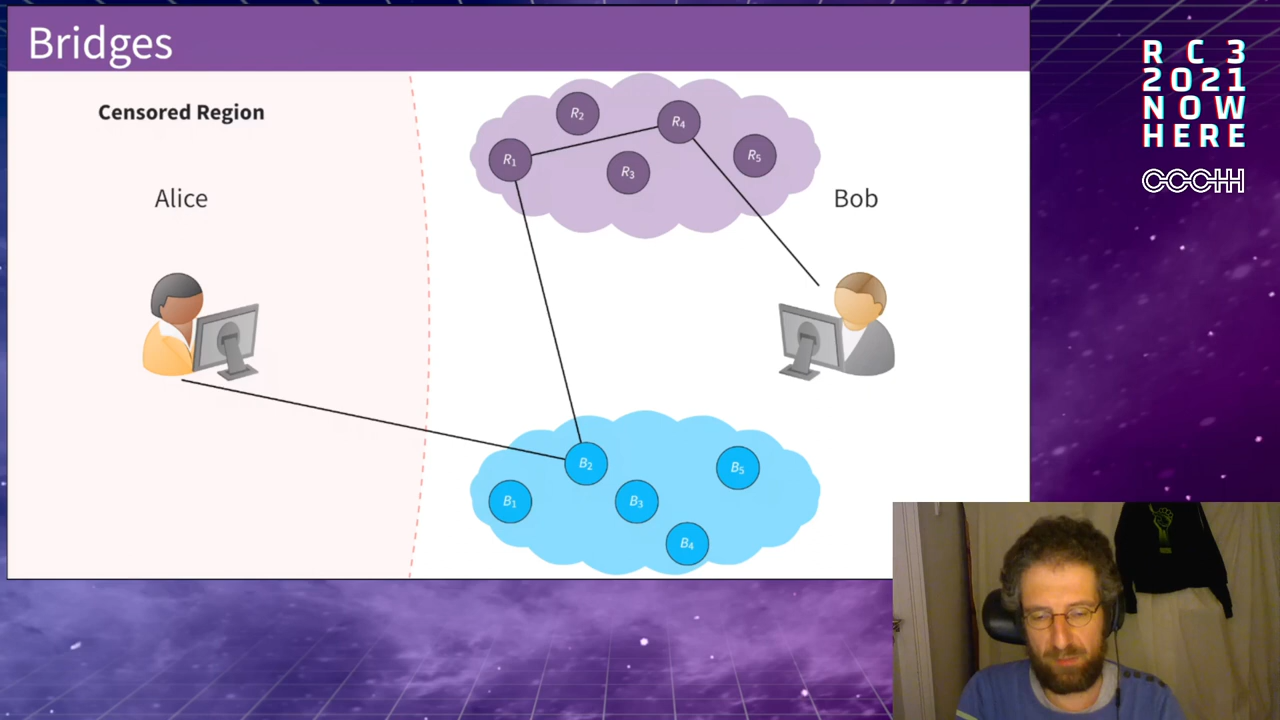 Bridges
Censored Region
Alice
Bob
R₁
R₂
R₃
R₄
R₅
B₁
B₂
B₃
B₄
B₅
R C 3
2021
NOW
HERE
CCCHH